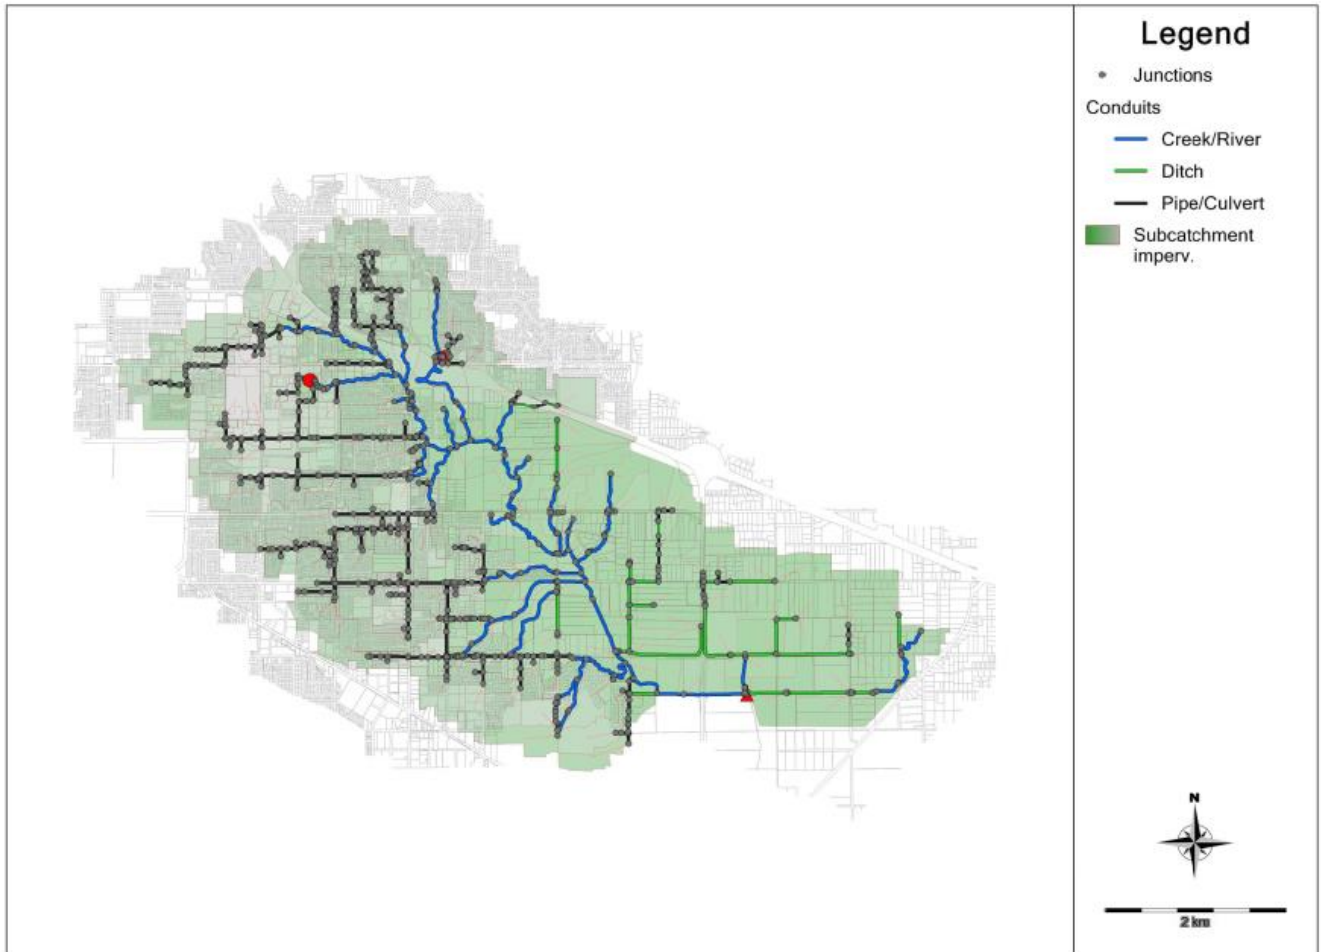 Legend
Junctions
Conduits
Creek/River
Ditch
Pipe/Culvert
Subcatchment
imperv.
N
2 km